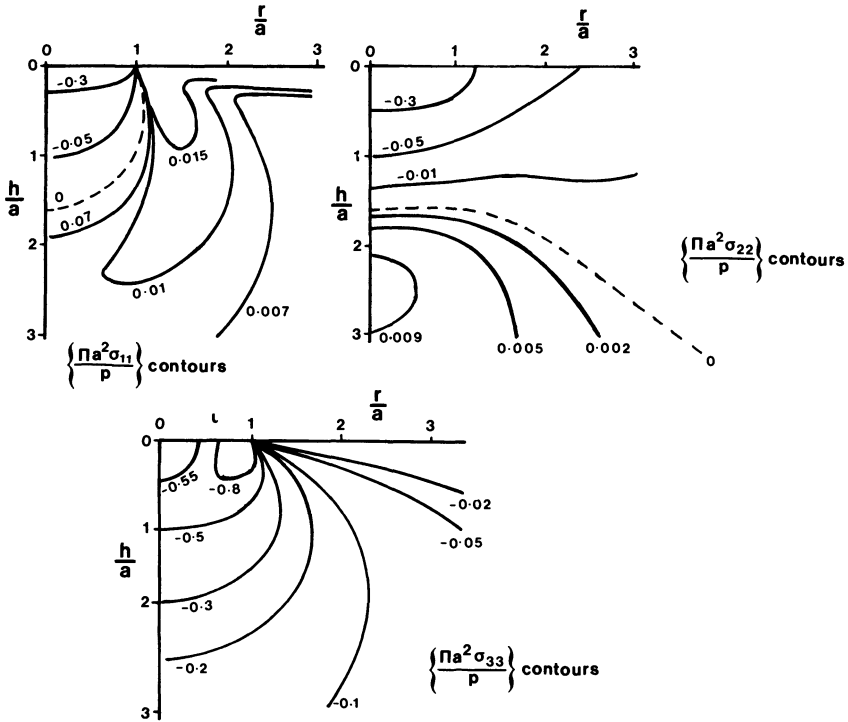 r/a
0 1 2 3
0
1
h/a
2
3
-0·3
-0·05
0
0·07
0·015
0·01
0·007
{Πa²σ₁₁/p} contours
r/a
0 1 2 3
0
1
h/a
2
3
-0·3
-0·05
-0·01
0·009
0·005
0·002
0
{Πa²σ₂₂/p} contours
r/a
0 1 2 3
0
1
h/a
2
3
-0·55
-0·8
-0·5
-0·3
-0·2
-0·02
-0·05
-0·1
{Πa²σ₃₃/p} contours